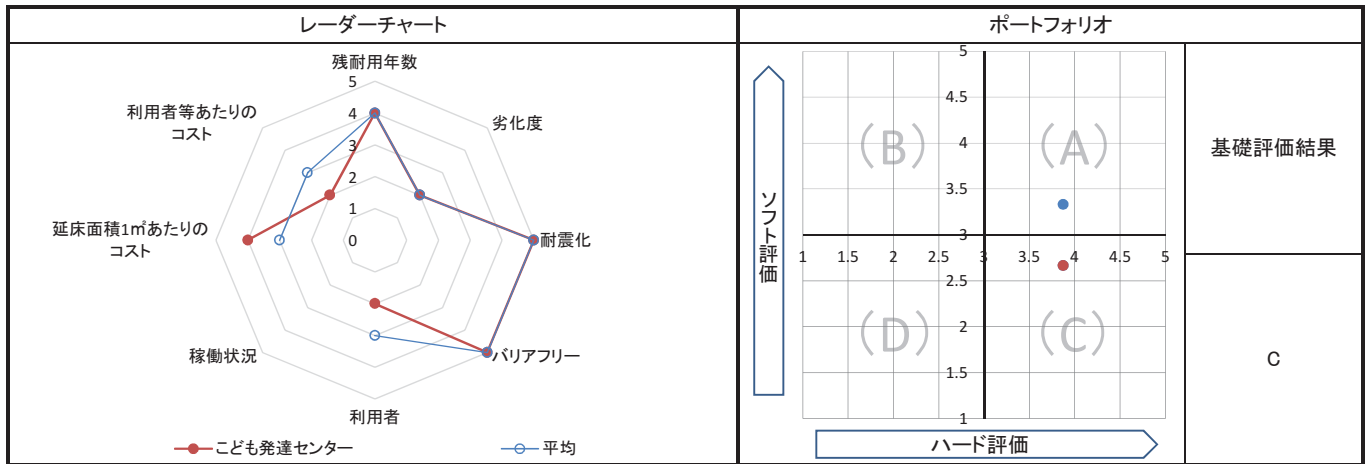 レーダーチャート
残耐用年数
劣化度
耐震化
バリアフリー
利用者
稼働状況
延床面積1㎡あたりの
コスト
利用者等あたりの
コスト
5
4
3
2
1
0
こども発達センター
平均
ポートフォリオ
ソフト評価
5
4.5
4
3.5
3
2.5
2
1.5
1
1 1.5 2 2.5 3 3.5 4 4.5 5
(B)
(A)
(D)
(C)
ハード評価
基礎評価結果
C